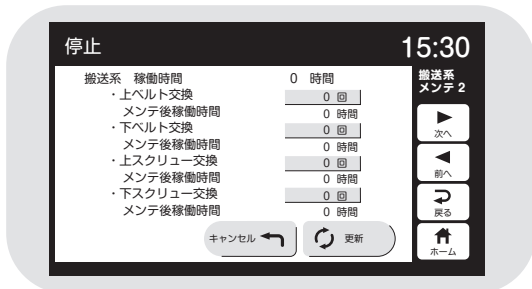 停止
15:30
搬送系 稼働時間 0 時間
・上ベルト交換 0 回
メンテ後稼働時間 0 時間
・下ベルト交換 0 回
メンテ後稼働時間 0 時間
・上スクリュー交換 0 回
メンテ後稼働時間 0 時間
・下スクリュー交換 0 回
メンテ後稼働時間 0 時間
キャンセル
更新
搬送系
メンテ 2
次へ
前へ
戻る
ホーム